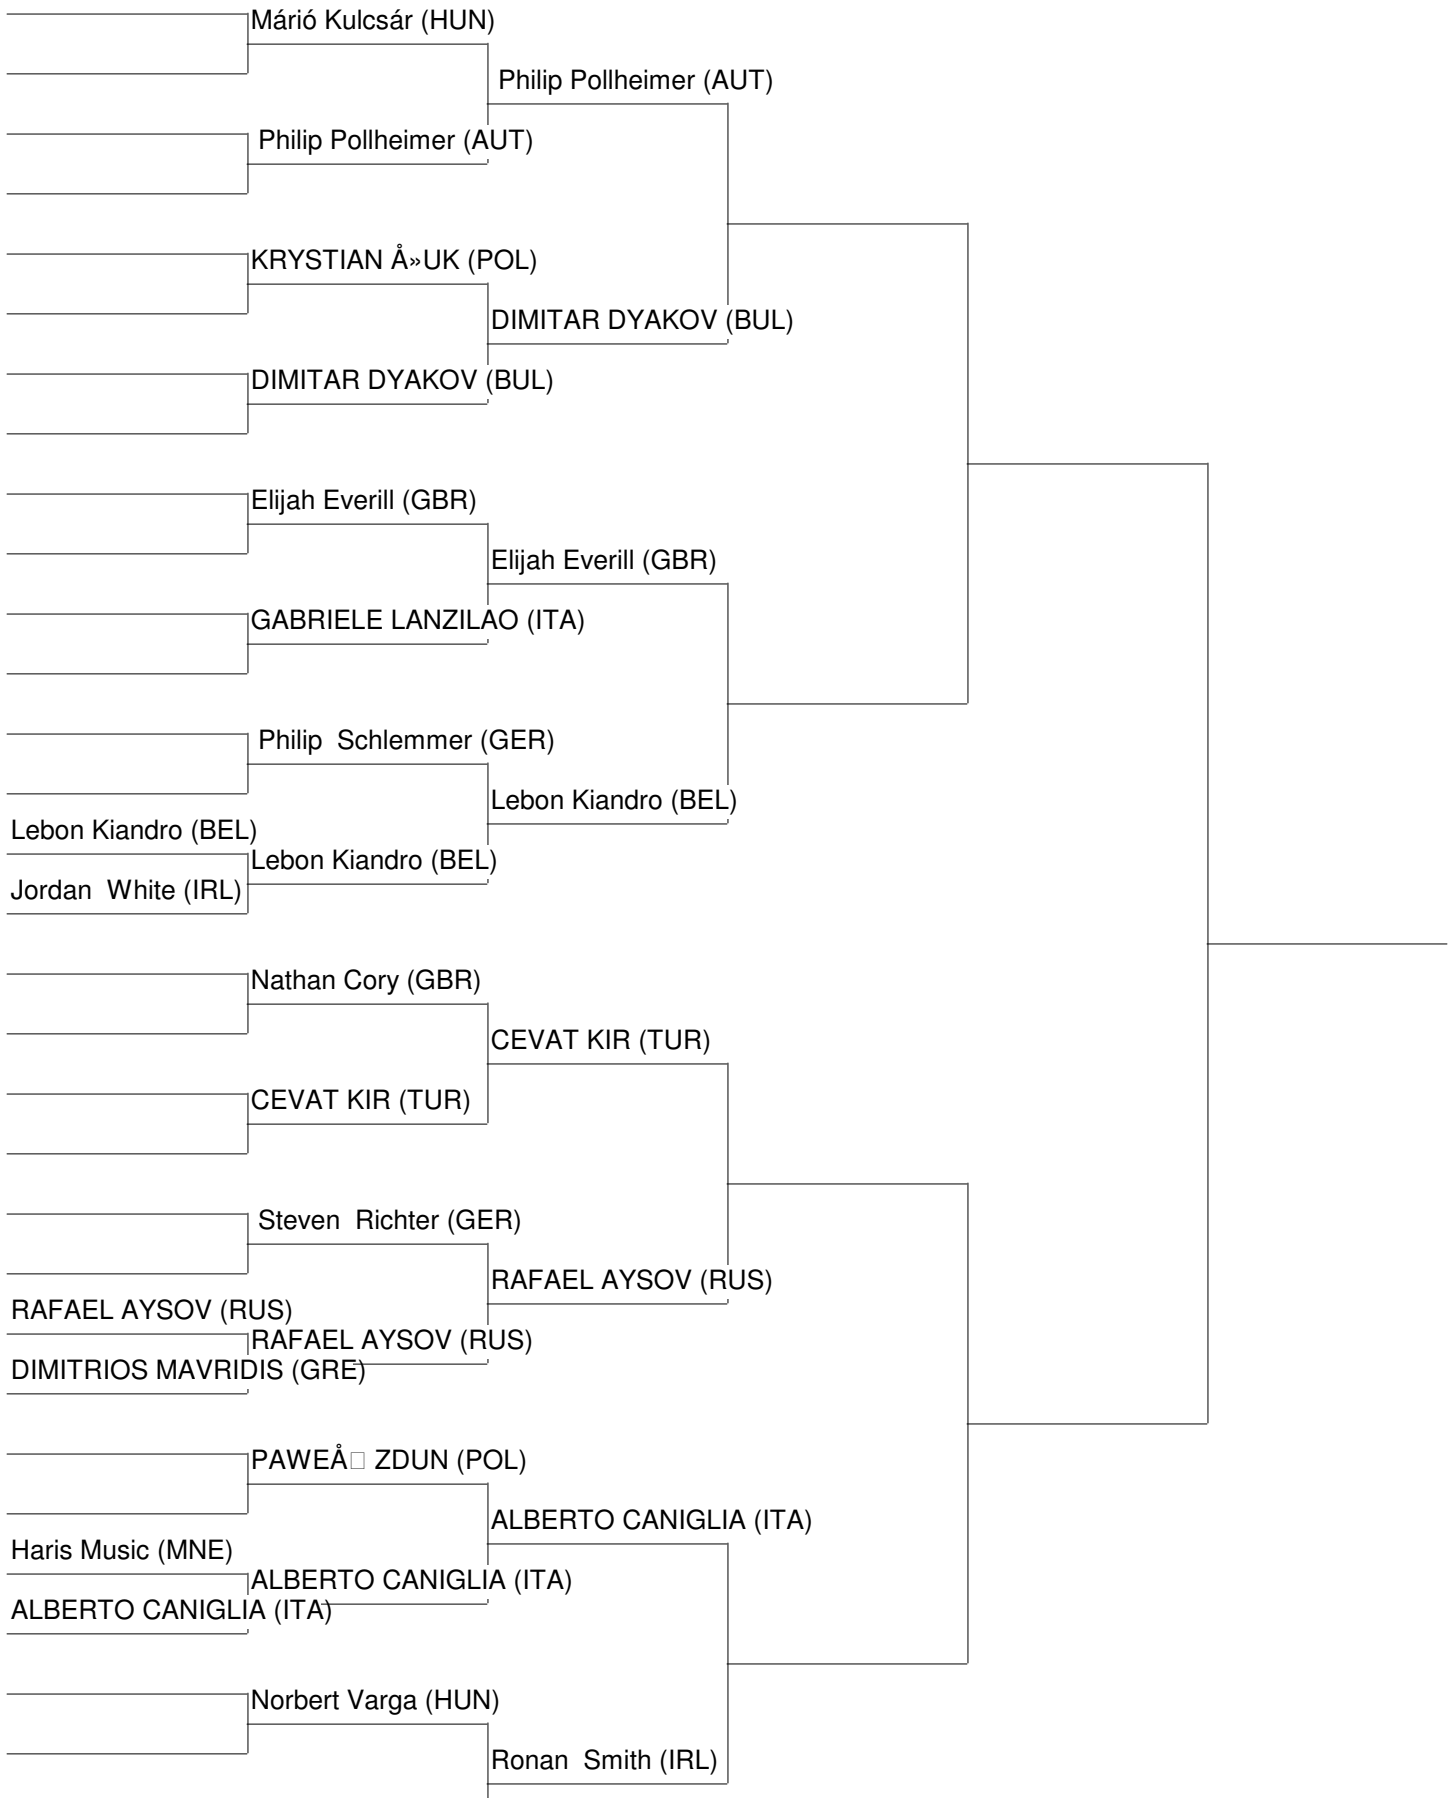 Márió Kulcsár (HUN)
Philip Pollheimer (AUT)
Philip Pollheimer (AUT)
KRYSTIAN Å»UK (POL)
DIMITAR DYAKOV (BUL)
DIMITAR DYAKOV (BUL)
Elijah Everill (GBR)
Elijah Everill (GBR)
GABRIELE LANZILAO (ITA)
Philip  Schlemmer (GER)
Lebon Kiandro (BEL)
Lebon Kiandro (BEL)
Lebon Kiandro (BEL)
Jordan  White (IRL)
Nathan Cory (GBR)
CEVAT KIR (TUR)
CEVAT KIR (TUR)
Steven  Richter (GER)
RAFAEL AYSOV (RUS)
RAFAEL AYSOV (RUS)
RAFAEL AYSOV (RUS)
DIMITRIOS MAVRIDIS (GRE)
PAWEÅ□ ZDUN (POL)
ALBERTO CANIGLIA (ITA)
Haris Music (MNE)
ALBERTO CANIGLIA (ITA)
ALBERTO CANIGLIA (ITA)
Norbert Varga (HUN)
Ronan  Smith (IRL)